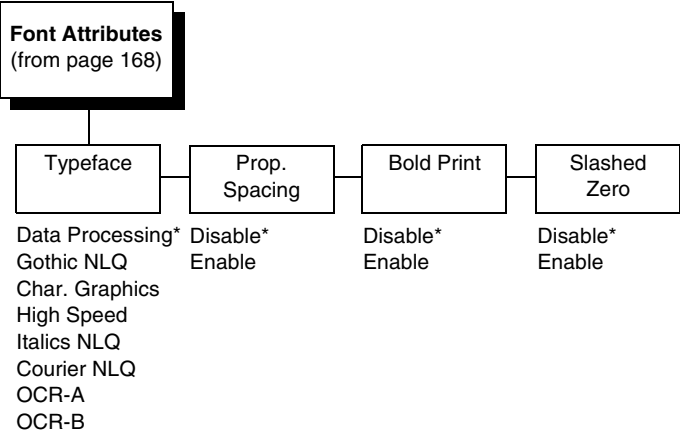 Font Attributes
(from page 168)
Typeface
Prop.
Spacing
Bold Print
Slashed
Zero
Data Processing*
Gothic NLQ
Char. Graphics
High Speed
Italics NLQ
Courier NLQ
OCR-A
OCR-B
Disable*
Enable
Disable*
Enable
Disable*
Enable